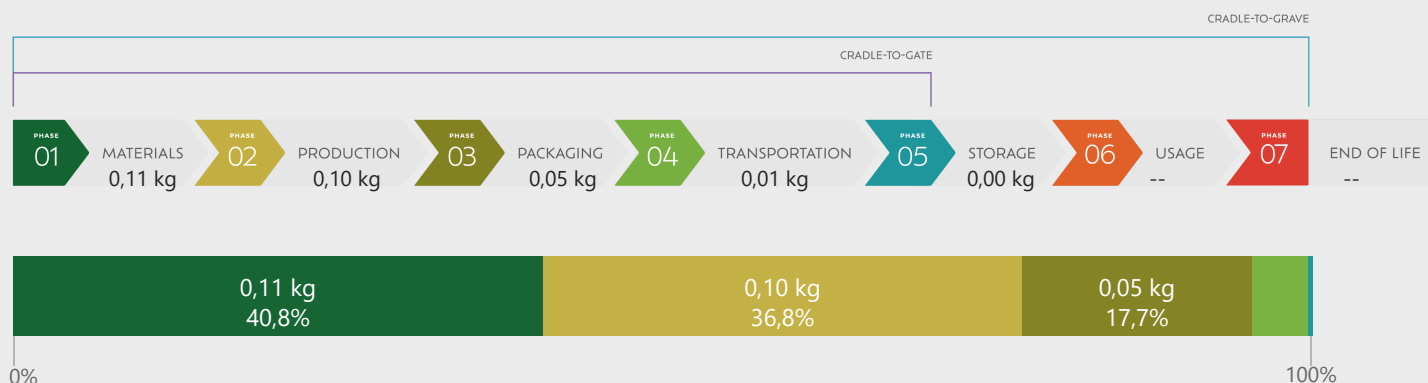 CRADLE-TO-GRAVE
CRADLE-TO-GATE
PHASE
01
MATERIALS
0,11 kg
PHASE
02
PRODUCTION
0,10 kg
PHASE
03
PACKAGING
0,05 kg
PHASE
04
TRANSPORTATION
0,01 kg
PHASE
05
STORAGE
0,00 kg
PHASE
06
USAGE
--
PHASE
07
END OF LIFE
--
0,11 kg
40,8%
0,10 kg
36,8%
0,05 kg
17,7%
0%
100%